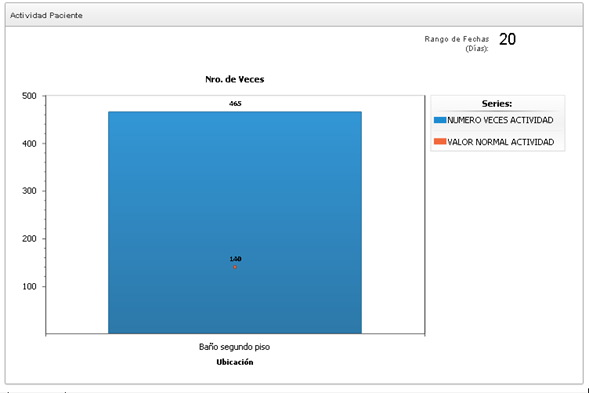 Actividad Paciente
Rango de Fechas 20
(Días):
Nro. de Veces
500
400
300
200
100
465
140
Baño segundo piso
Ubicación
Series:
NUMERO VECES ACTIVIDAD
VALOR NORMAL ACTIVIDAD